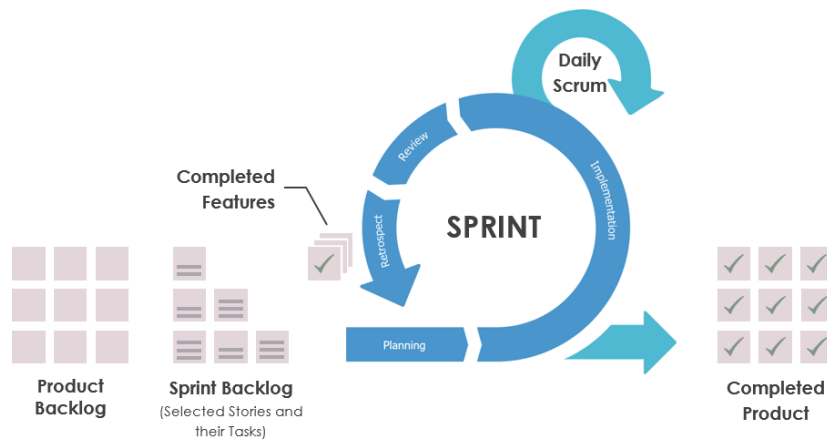 Daily
Scrum
Review
Implementation
Completed
Features
Retrospect
SPRINT
Planning
Product
Backlog
Sprint Backlog
(Selected Stories and
their Tasks)
Completed
Product